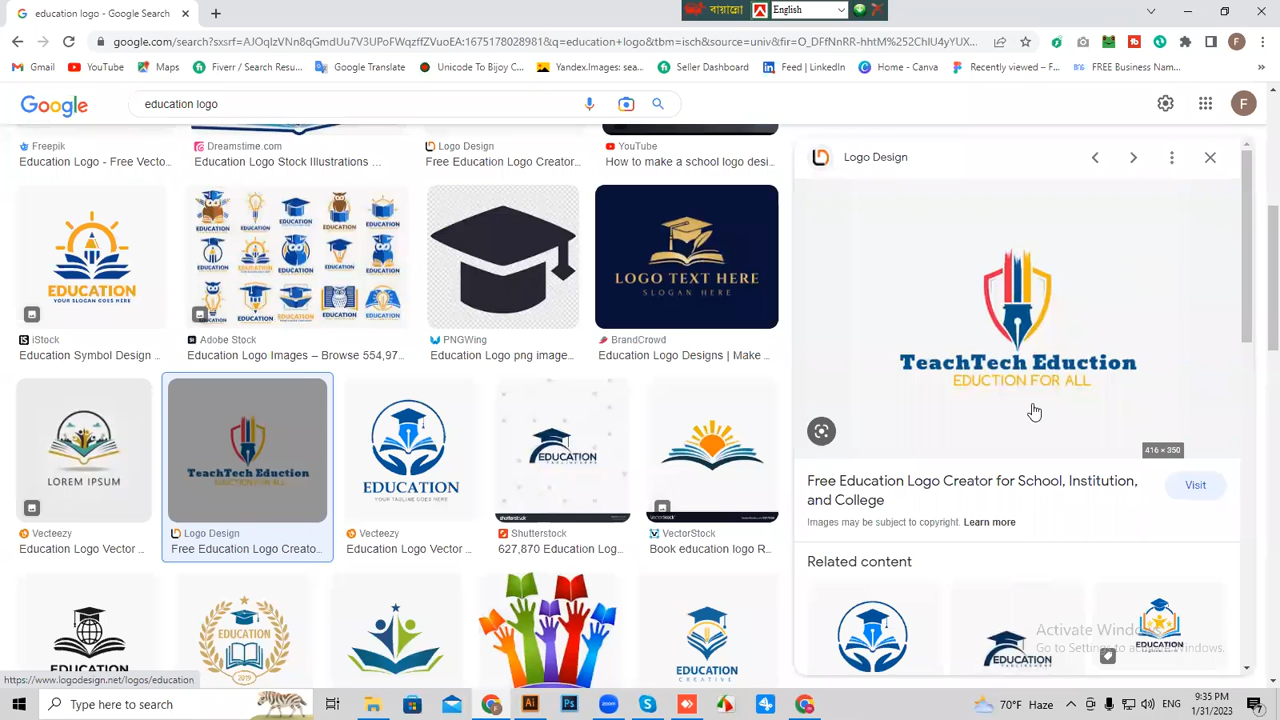 education logo - Google Search
বায়ান্নো
English
google.com/search?sxsrf=AJOqlzVNn8qGmdUu7Y3UPoFWqzffZVuoEA:1675178028981&q=education+logo&tbm=isch&source=univ&fir=O_DFfNnRR-hhtM%252ChlU4yYUX...
Gmail
YouTube
Maps
Fiverr / Search Resu...
Google Translate
Unicode To Bijoy C...
Yandex.Images: sea...
Seller Dashboard
Feed | LinkedIn
Home - Canva
Recently viewed – F...
FREE Business Nam...
Google
education logo
F
Freepik
Education Logo - Free Vecto...
Dreamstime.com
Education Logo Stock Illustrations ...
Logo Design
Free Education Logo Creator...
YouTube
How to make a school logo desi...
Logo Design
EDUCATION
YOUR SLOGAN GOES HERE
LOGO TEXT HERE
SLOGAN HERE
iStock
Education Symbol Design ...
Adobe Stock
Education Logo Images – Browse 554,97...
PNGWing
Education Logo png image...
BrandCrowd
Education Logo Designs | Make ...
TeachTech Eduction
EDUCTION FOR ALL
416 × 350
LOREM IPSUM
TeachTech Eduction
EDUCTION FOR ALL
EDUCATION
YOUR TAGLINE GOES HERE
EDUCATION
Vecteezy
Education Logo Vector ...
Logo Design
Free Education Logo Creato...
Vecteezy
Education Logo Vector ...
Shutterstock
627,870 Education Log...
VectorStock
Book education logo R...
Free Education Logo Creator for School, Institution,
and College
Visit
Images may be subject to copyright. Learn more
Related content
EDUCATION
EDUCATION
2019
EDUCATION
CREATIVE
EDUCATION
EDUCATION
Activate Windows
Go to Settings to activate Windows.
https://www.logodesign.net/logos/education
Type here to search
70°F Haze
5:35 PM
1/31/2023